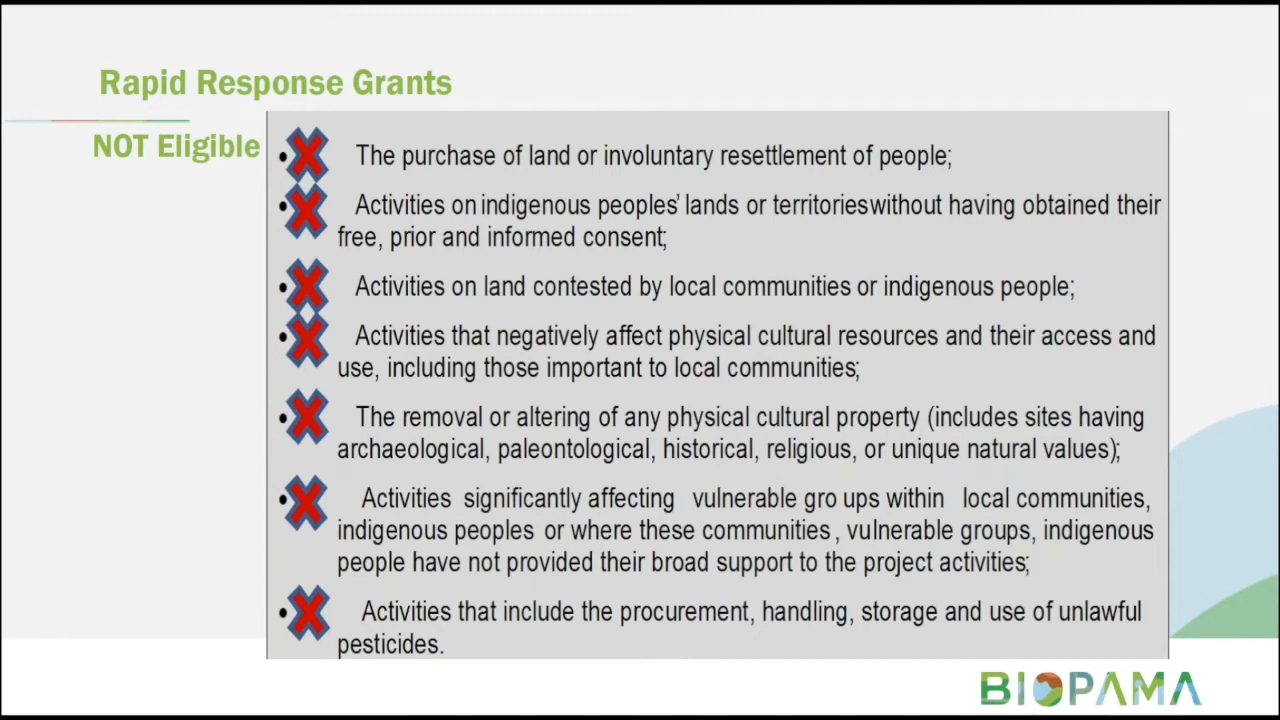 Rapid Response Grants
NOT Eligible
• The purchase of land or involuntary resettlement of people;
• Activities on indigenous peoples' lands or territories without having obtained their
free, prior and informed consent;
• Activities on land contested by local communities or indigenous people;
• Activities that negatively affect physical cultural resources and their access and
use, including those important to local communities;
• The removal or altering of any physical cultural property (includes sites having
archaeological, paleontological, historical, religious, or unique natural values);
• Activities significantly affecting vulnerable gro ups within local communities,
indigenous peoples or where these communities , vulnerable groups, indigenous
people have not provided their broad support to the project activities;
• Activities that include the procurement, handling, storage and use of unlawful
pesticides.
BIOPAMA